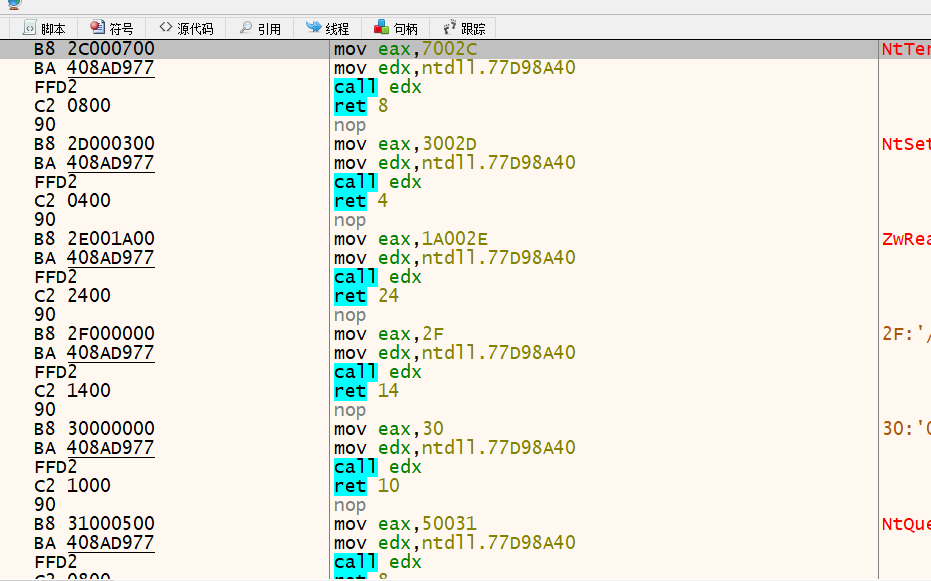 脚本 符号 源代码 引用 线程 句柄 跟踪
B8 2C000700 mov eax,7002C NtTer
BA 408AD977 mov edx,ntdll.77D98A40
FFD2 call edx
C2 0800 ret 8
90 nop
B8 2D000300 mov eax,3002D NtSet
BA 408AD977 mov edx,ntdll.77D98A40
FFD2 call edx
C2 0400 ret 4
90 nop
B8 2E001A00 mov eax,1A002E ZwRea
BA 408AD977 mov edx,ntdll.77D98A40
FFD2 call edx
C2 2400 ret 24
90 nop
B8 2F000000 mov eax,2F 2F:'/
BA 408AD977 mov edx,ntdll.77D98A40
FFD2 call edx
C2 1400 ret 14
90 nop
B8 30000000 mov eax,30 30:'0
BA 408AD977 mov edx,ntdll.77D98A40
FFD2 call edx
C2 1000 ret 10
90 nop
B8 31000500 mov eax,50031 NtQue
BA 408AD977 mov edx,ntdll.77D98A40
FFD2 call edx
C2 0800 ret 8